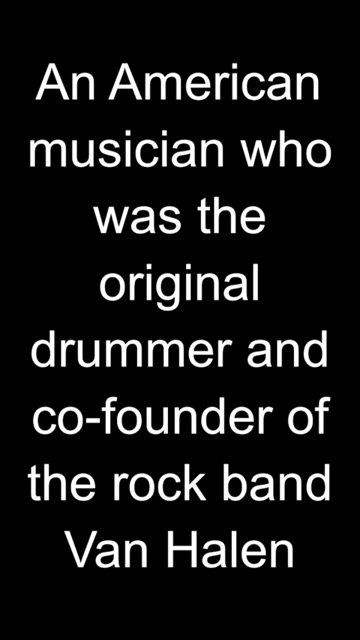 An American
musician who
was the
original
drummer and
co-founder of
the rock band
Van Halen